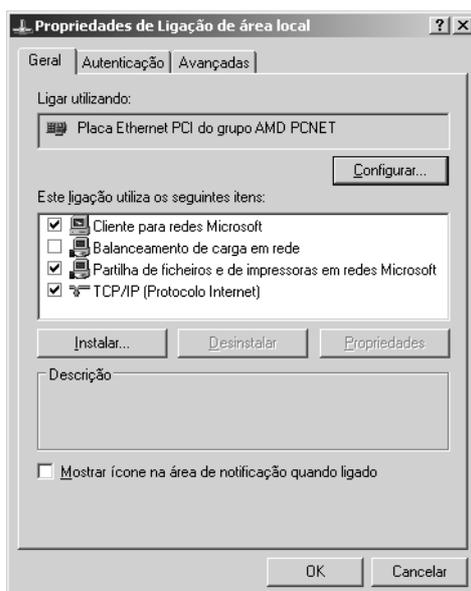 Propriedades de Ligação de área local
Geral Autenticação Avançadas
Ligar utilizando:
Placa Ethernet PCI do grupo AMD PCNET
Configurar...
Este ligação utiliza os seguintes itens:
Cliente para redes Microsoft
Balanceamento de carga em rede
Partilha de ficheiros e de impressoras em redes Microsoft
TCP/IP (Protocolo Internet)
Instalar... Desinstalar Propriedades
Descrição
Mostrar ícone na área de notificação quando ligado
OK Cancelar